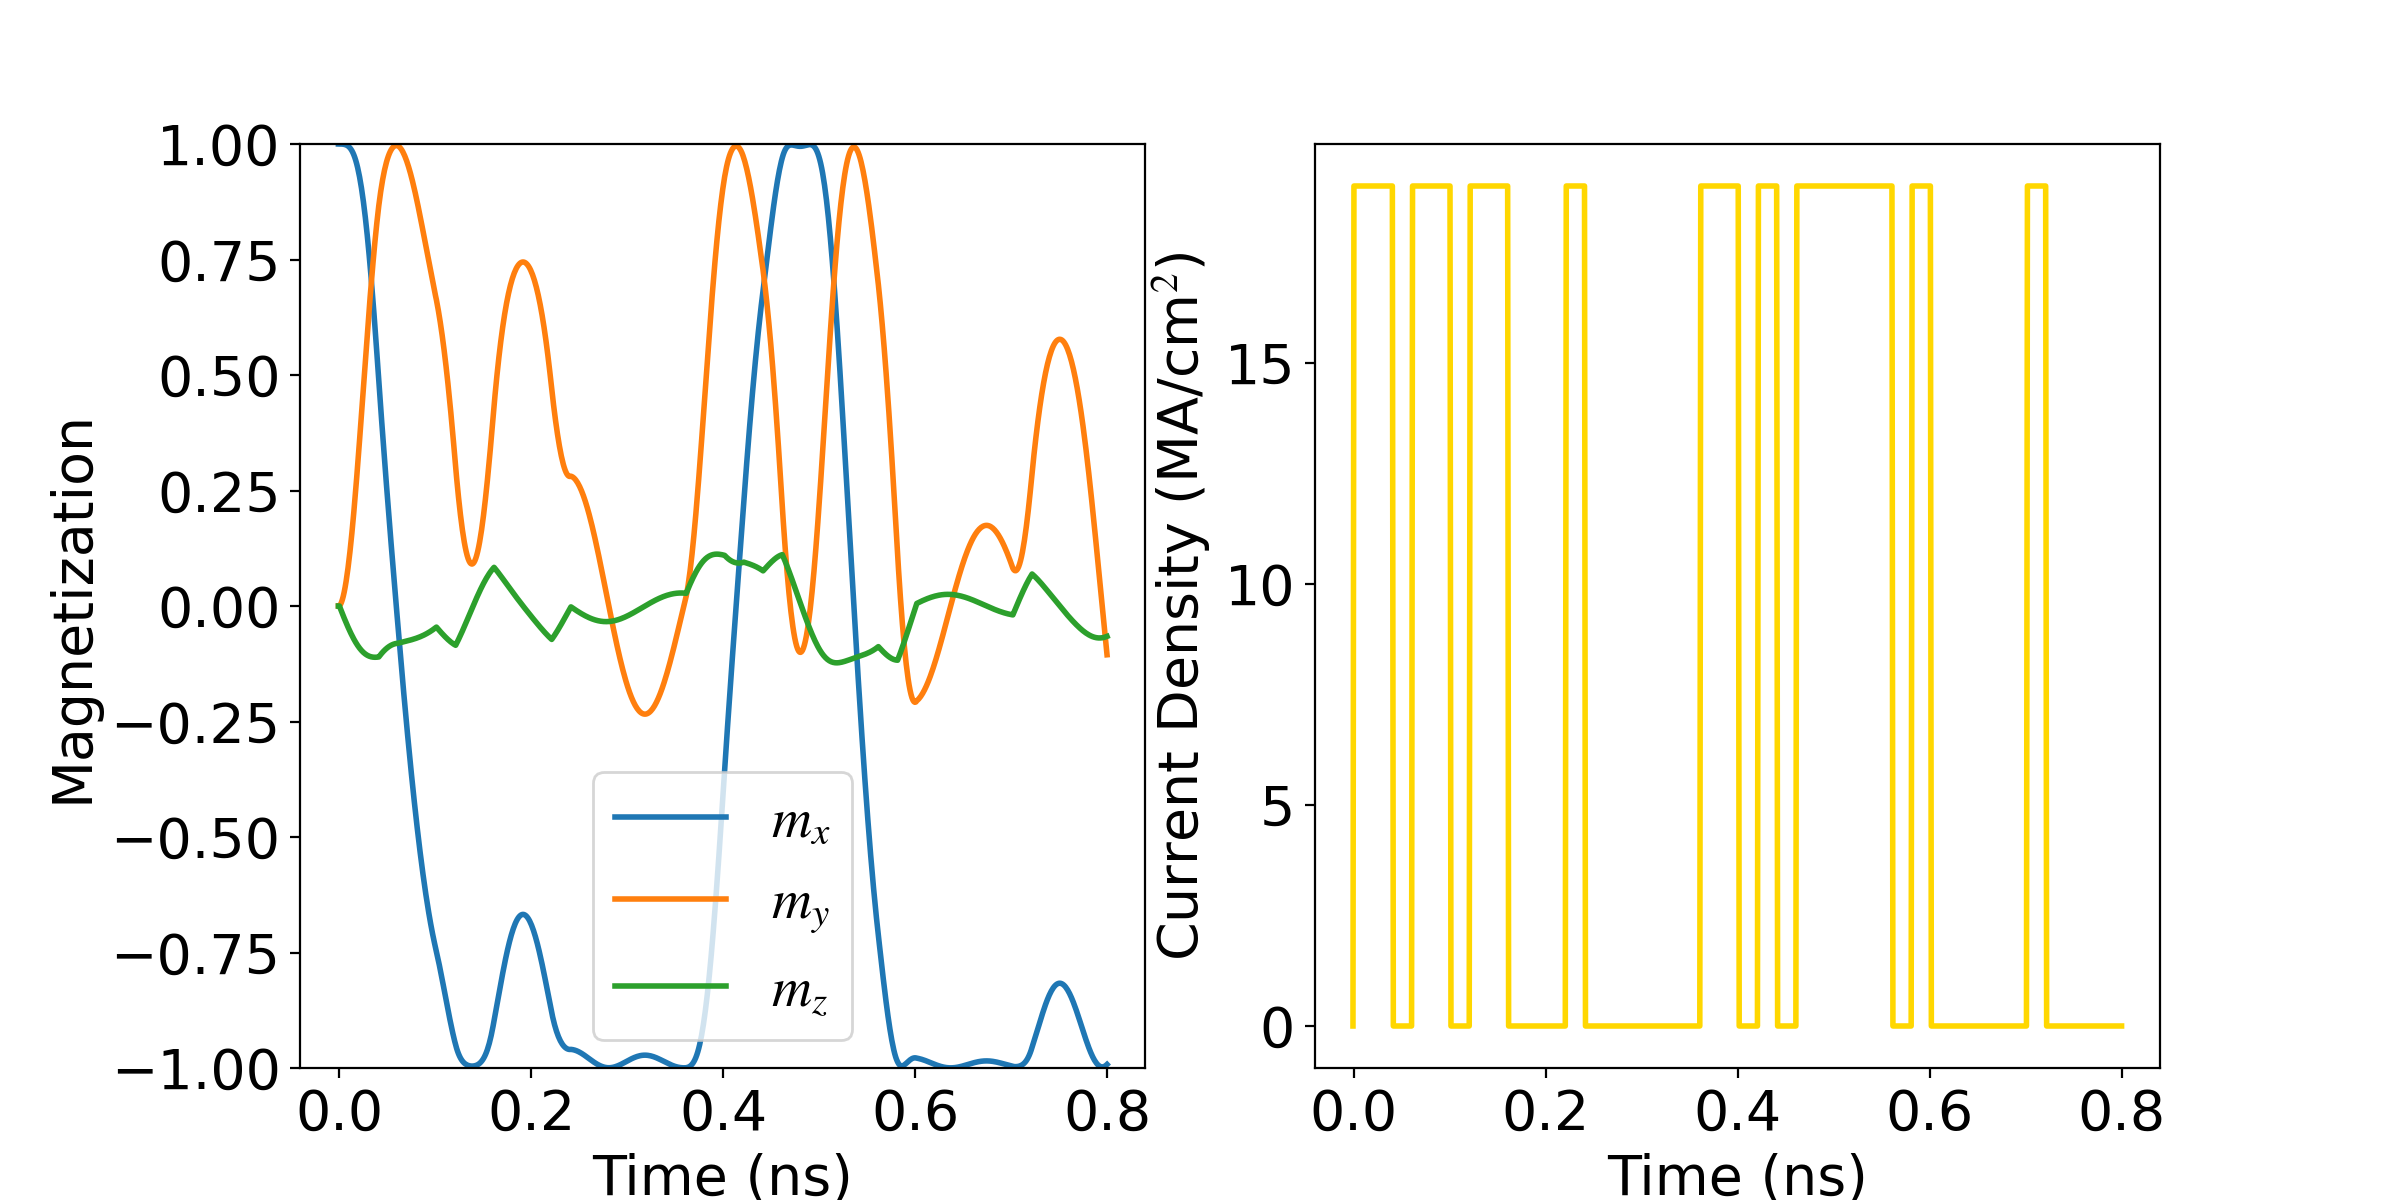 Magnetization
1.00
0.75
0.50
0.25
0.00
−0.25
−0.50
−0.75
−1.00
m_x
m_y
m_z
0.0 0.2 0.4 0.6 0.8
Time (ns)
Current Density (MA/cm²)
15
10
5
0
0.0 0.2 0.4 0.6 0.8
Time (ns)